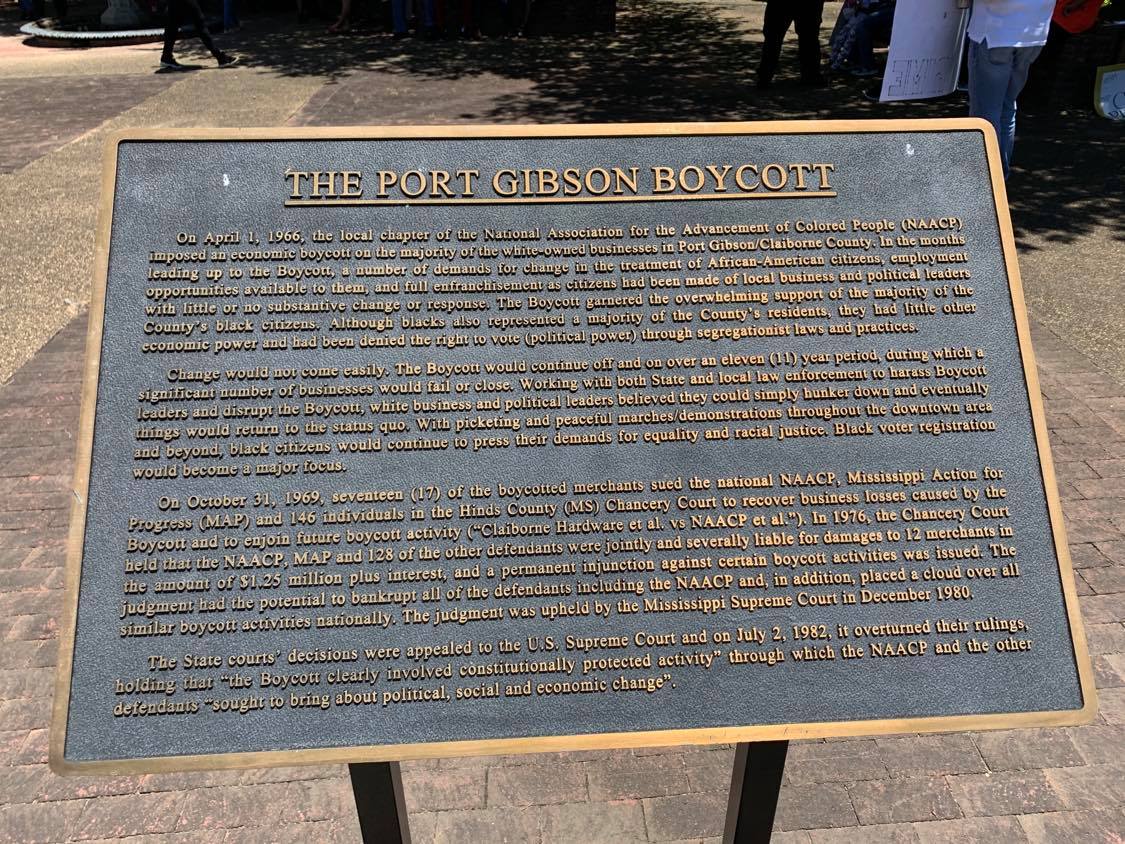 THE PORT GIBSON BOYCOTT
On April 1, 1966, the local chapter of the National Association for the Advancement of Colored People (NAACP)
imposed an economic boycott on the majority of the white-owned businesses in Port Gibson/Claiborne County. In the months
leading up to the Boycott, a number of demands for change in the treatment of African-American citizens, employment
opportunities available to them, and full enfranchisement as citizens had been made of local business and political leaders
with little or no substantive change or response. The Boycott garnered the overwhelming support of the majority of the
County's black citizens. Although blacks also represented a majority of the County's residents, they had little other
economic power and had been denied the right to vote (political power) through segregationist laws and practices.
Change would not come easily. The Boycott would continue off and on over an eleven (11) year period, during which a
significant number of businesses would fail or close. Working with both State and local law enforcement to harass Boycott
leaders and disrupt the Boycott, white business and political leaders believed they could simply hunker down and eventually
things would return to the status quo. With picketing and peaceful marches/demonstrations throughout the downtown area
and beyond, black citizens would continue to press their demands for equality and racial justice. Black voter registration
would become a major focus.
On October 31, 1969, seventeen (17) of the boycotted merchants sued the national NAACP, Mississippi Action for
Progress (MAP) and 146 individuals in the Hinds County (MS) Chancery Court to recover business losses caused by the
Boycott and to enjoin future boycott activity ("Claiborne Hardware et al. vs NAACP et al."). In 1976, the Chancery Court
held that the NAACP, MAP and 128 of the other defendants were jointly and severally liable for damages to 12 merchants in
the amount of $1.25 million plus interest, and a permanent injunction against certain boycott activities was issued. The
judgment had the potential to bankrupt all of the defendants including the NAACP and, in addition, placed a cloud over all
similar boycott activities nationally. The judgment was upheld by the Mississippi Supreme Court in December 1980.
The State courts' decisions were appealed to the U.S. Supreme Court and on July 2, 1982, it overturned their rulings,
holding that "the Boycott clearly involved constitutionally protected activity" through which the NAACP and the other
defendants "sought to bring about political, social and economic change".